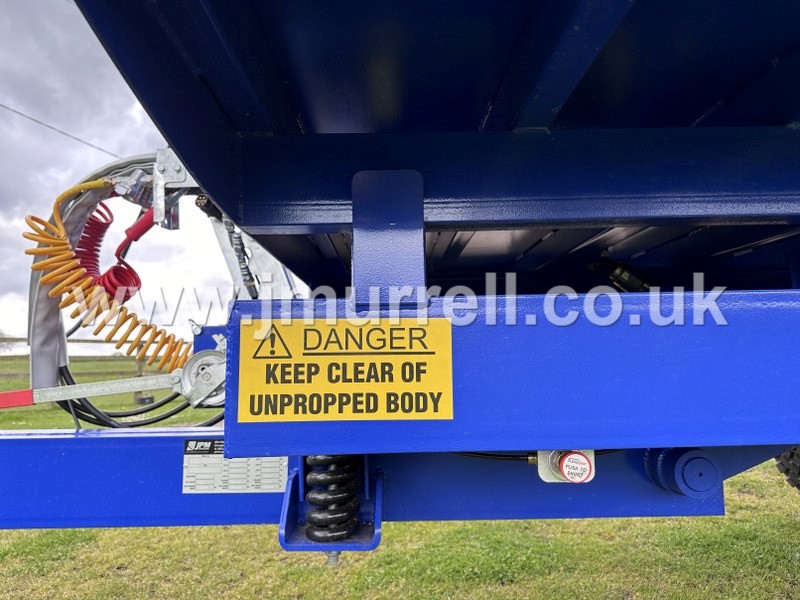 www.jmurrell.co.uk
DANGER
KEEP CLEAR OF
UNPROPPED BODY
JPM
PUSH TO